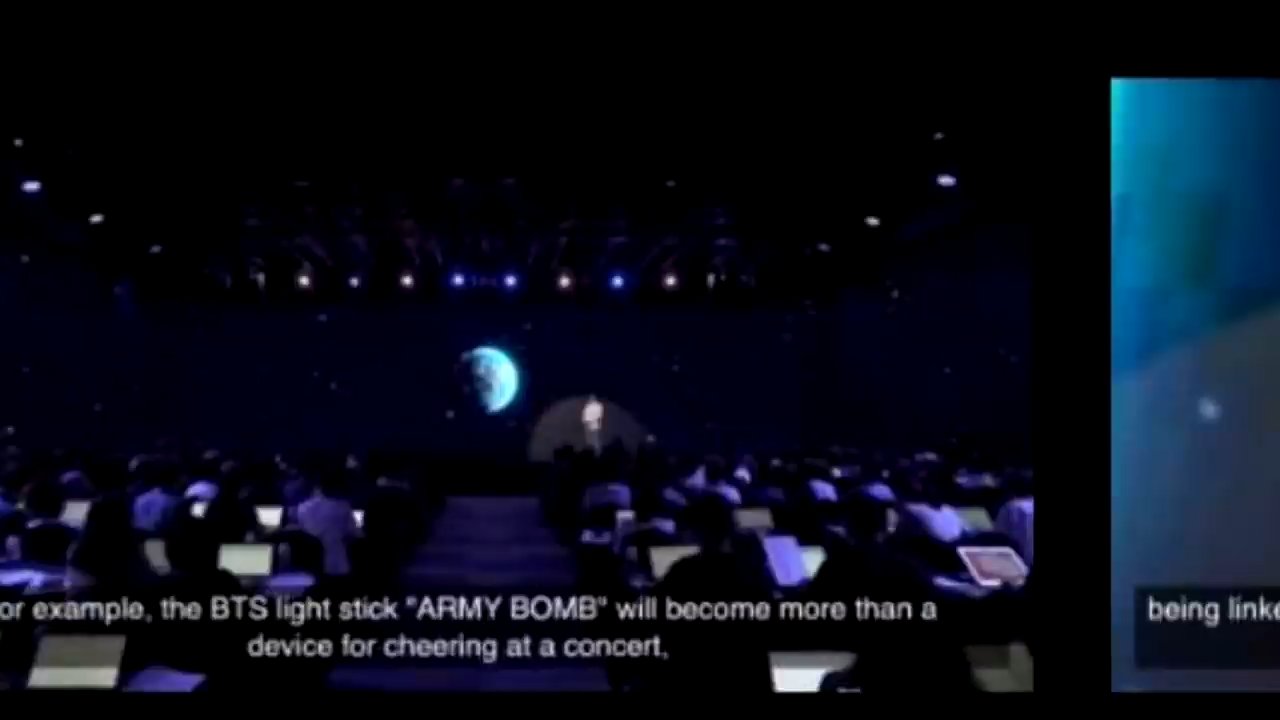 or example, the BTS light stick "ARMY BOMB" will become more than a
device for cheering at a concert,
being linke